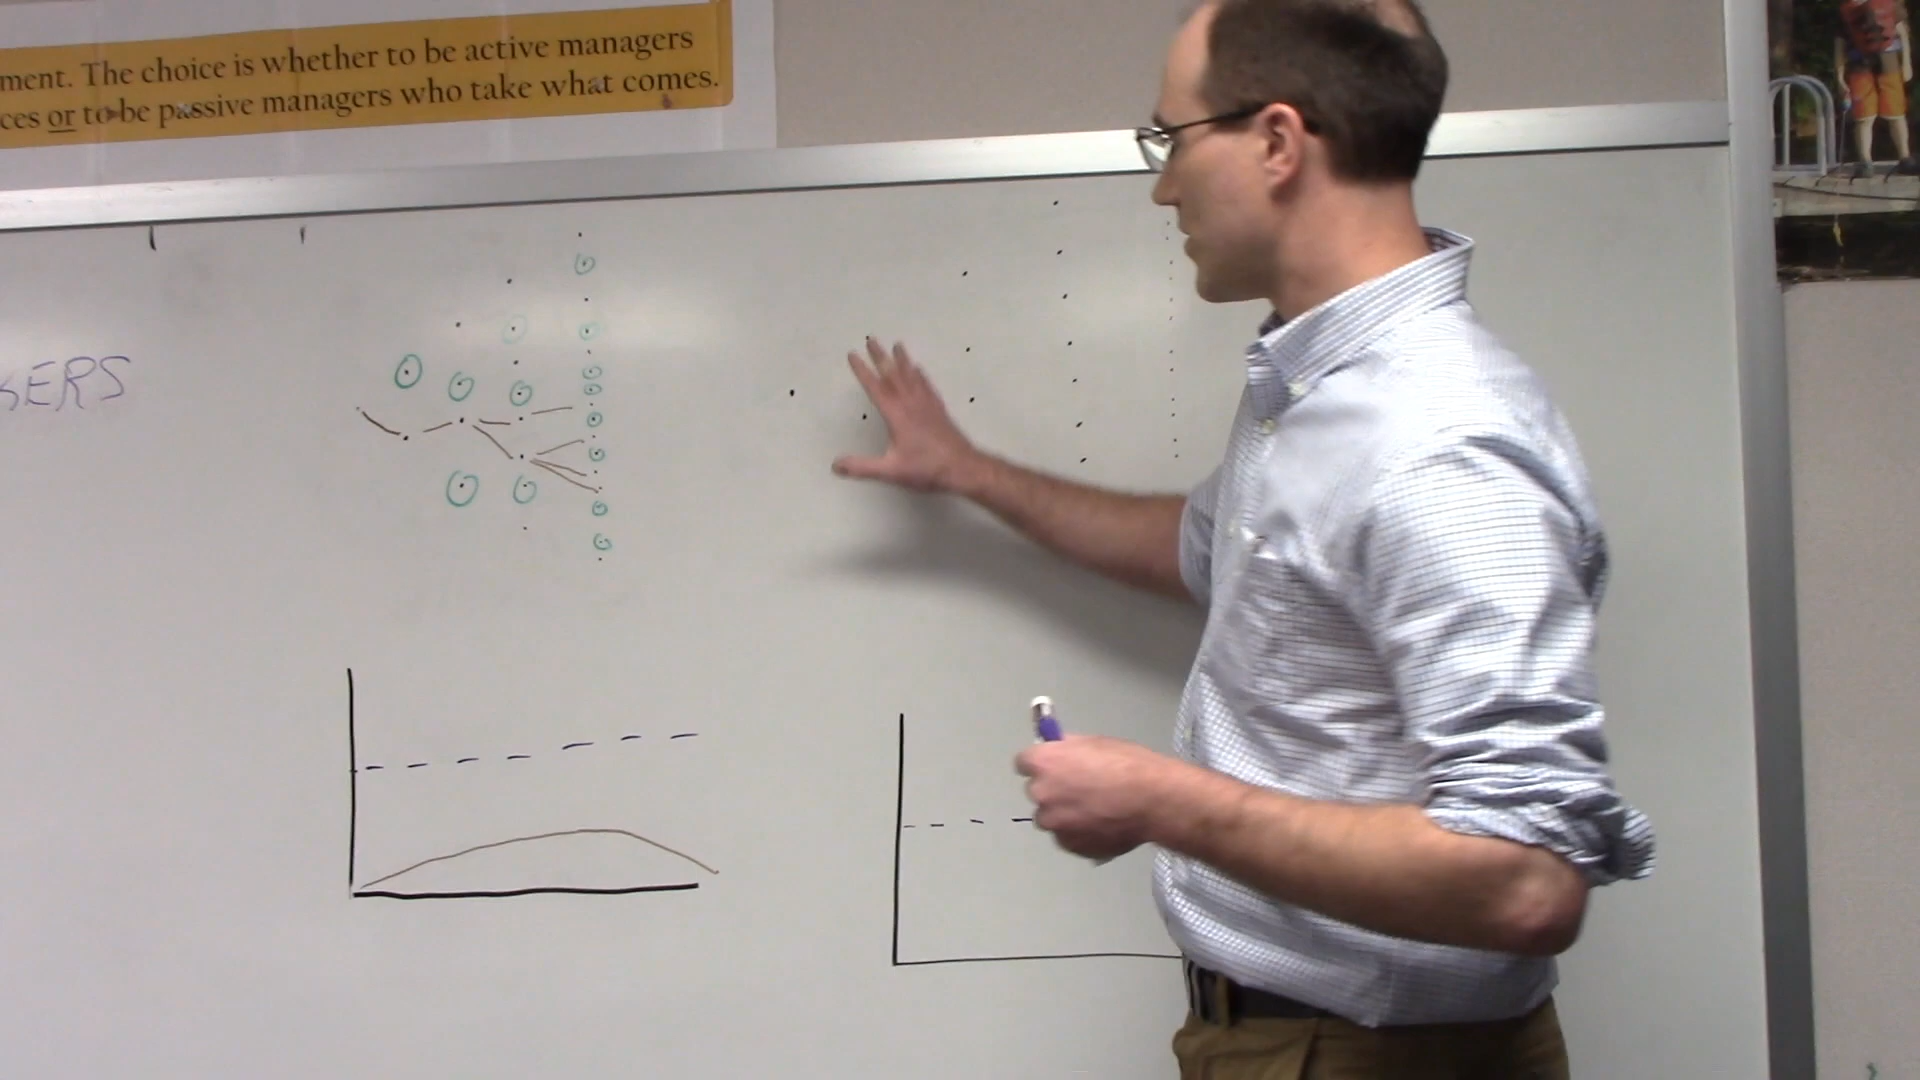 ment. The choice is whether to be active managers
ces or to be passive managers who take what comes.
GERS